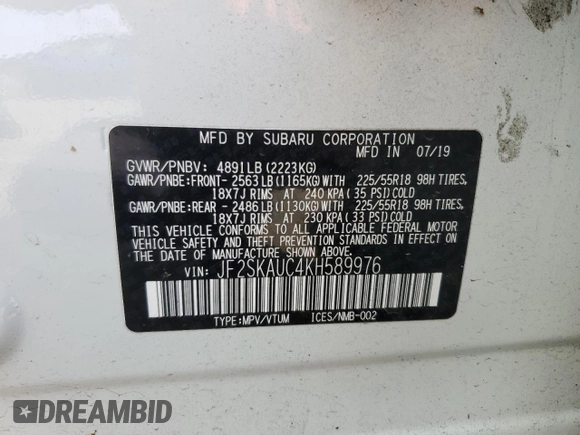 MFD BY SUBARU CORPORATION MFD IN 07/19
GVWR/PNBV: 4891LB(2223KG)
GAWR/PNBE:FRONT- 2563LB(1165KG)WITH 225/55R18 98H TIRES,
18X7J RIMS AT 240 KPA( 35 PSI)COLD
GAWR/PNBE:REAR - 2486LB(1130KG)WITH 225/55R18 98H TIRES,
18X7J RIMS AT 230 KPA( 33 PSI)COLD
THIS VEHICLE CONFORMS TO ALL APPLICABLE FEDERAL MOTOR
VEHICLE SAFETY AND THEFT PREVENTION STANDARDS IN EFFECT ON
THE DATE OF MANUFACTURE SHOWN ABOVE.
VIN: JF2SKAUC4KH589976
TYPE:MPV/VTUM ICES/NMB-002
DREAMBID